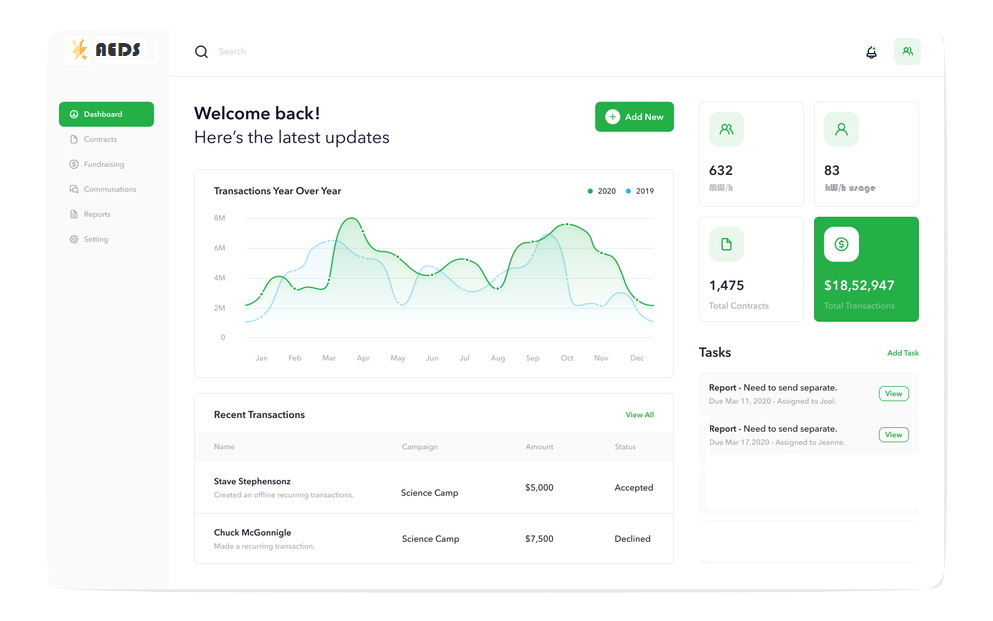 AEDS
Search
Dashboard
Contracts
Fundraising
Communations
Reports
Setting
Welcome back!
Here's the latest updates
Add New
Transactions Year Over Year
2020
2019
8M
6M
4M
2M
0
Jan Feb Mar Apr May Jun Jul Aug Sep Oct Nov Dec
Recent Transactions
View All
Name Campaign Amount Status
Stave Stephensonz
Created an offline recurring transactions.
Science Camp
$5,000
Accepted
Chuck McGonnigle
Made a recurring transaction.
Science Camp
$7,500
Declined
632
MW/h
83
kW/h usage
1,475
Total Contracts
$18,52,947
Total Transactions
Tasks
Add Task
Report - Need to send separate.
Due Mar 11, 2020 - Assigned to Joel.
View
Report - Need to send separate.
Due Mar 17,2020 - Assigned to Jeanne.
View